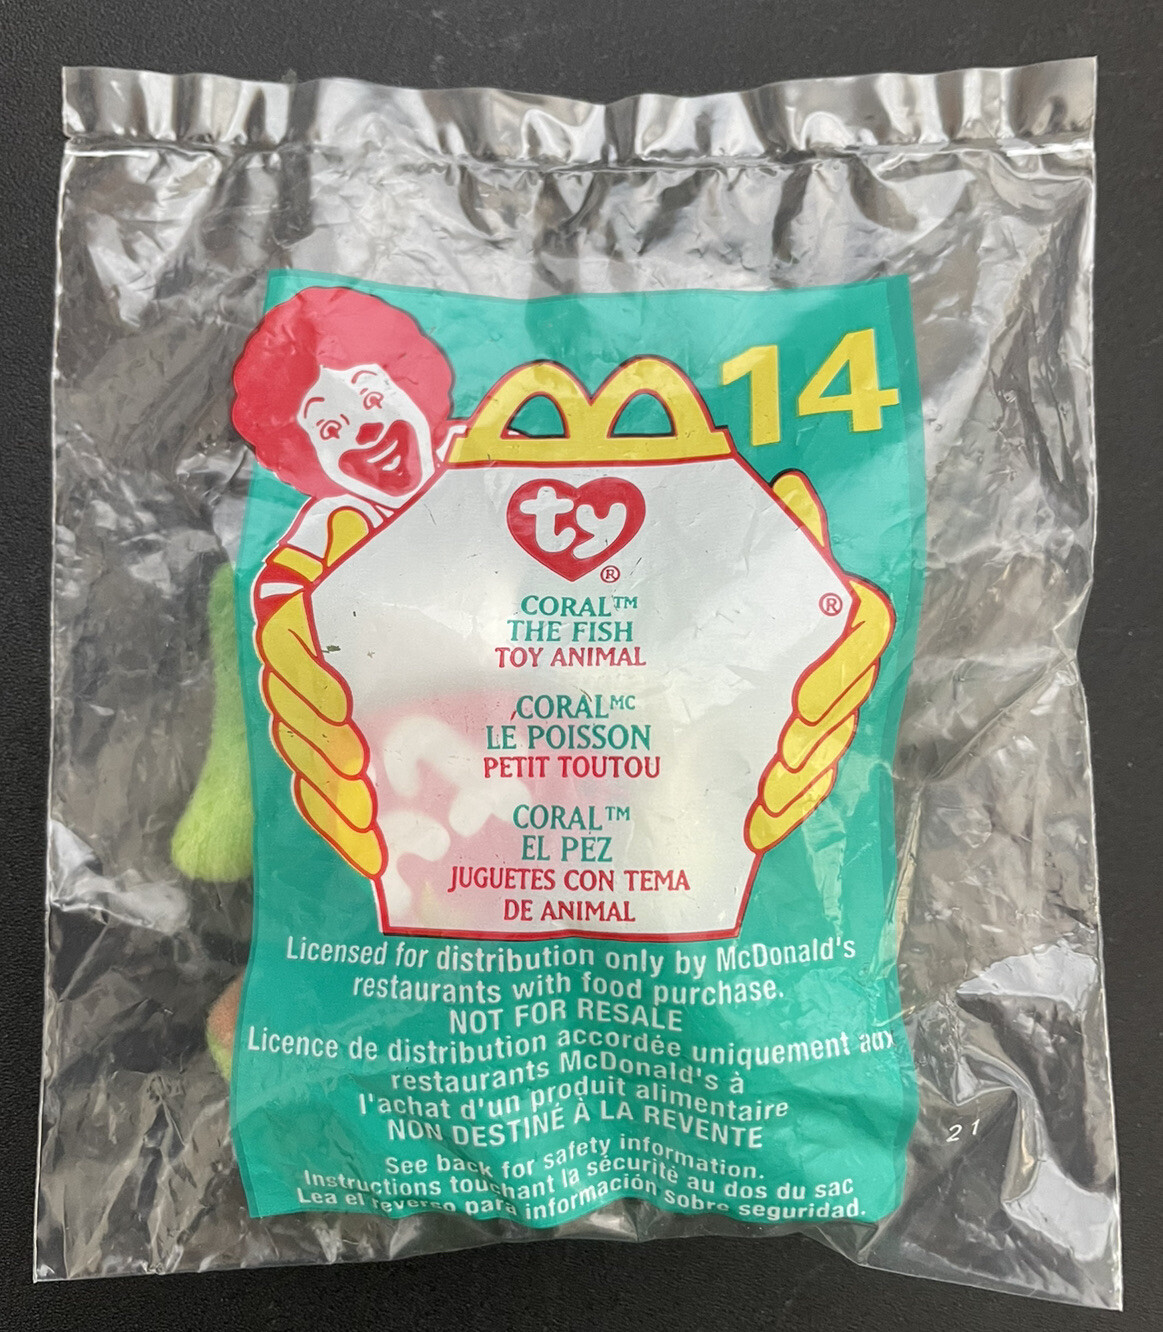 14
ty®
®
CORAL™
THE FISH
TOY ANIMAL
CORALMC
LE POISSON
PETIT TOUTOU
CORAL™
EL PEZ
JUGUETES CON TEMA
DE ANIMAL
Licensed for distribution only by McDonald's
restaurants with food purchase.
NOT FOR RESALE
Licence de distribution accordée uniquement aux
restaurants McDonald's à
l'achat d'un produit alimentaire
NON DESTINÉ À LA REVENTE
See back for safety information.
Instructions touchant la sécurité au dos du sac
Lea el reverso para información sobre seguridad.
21